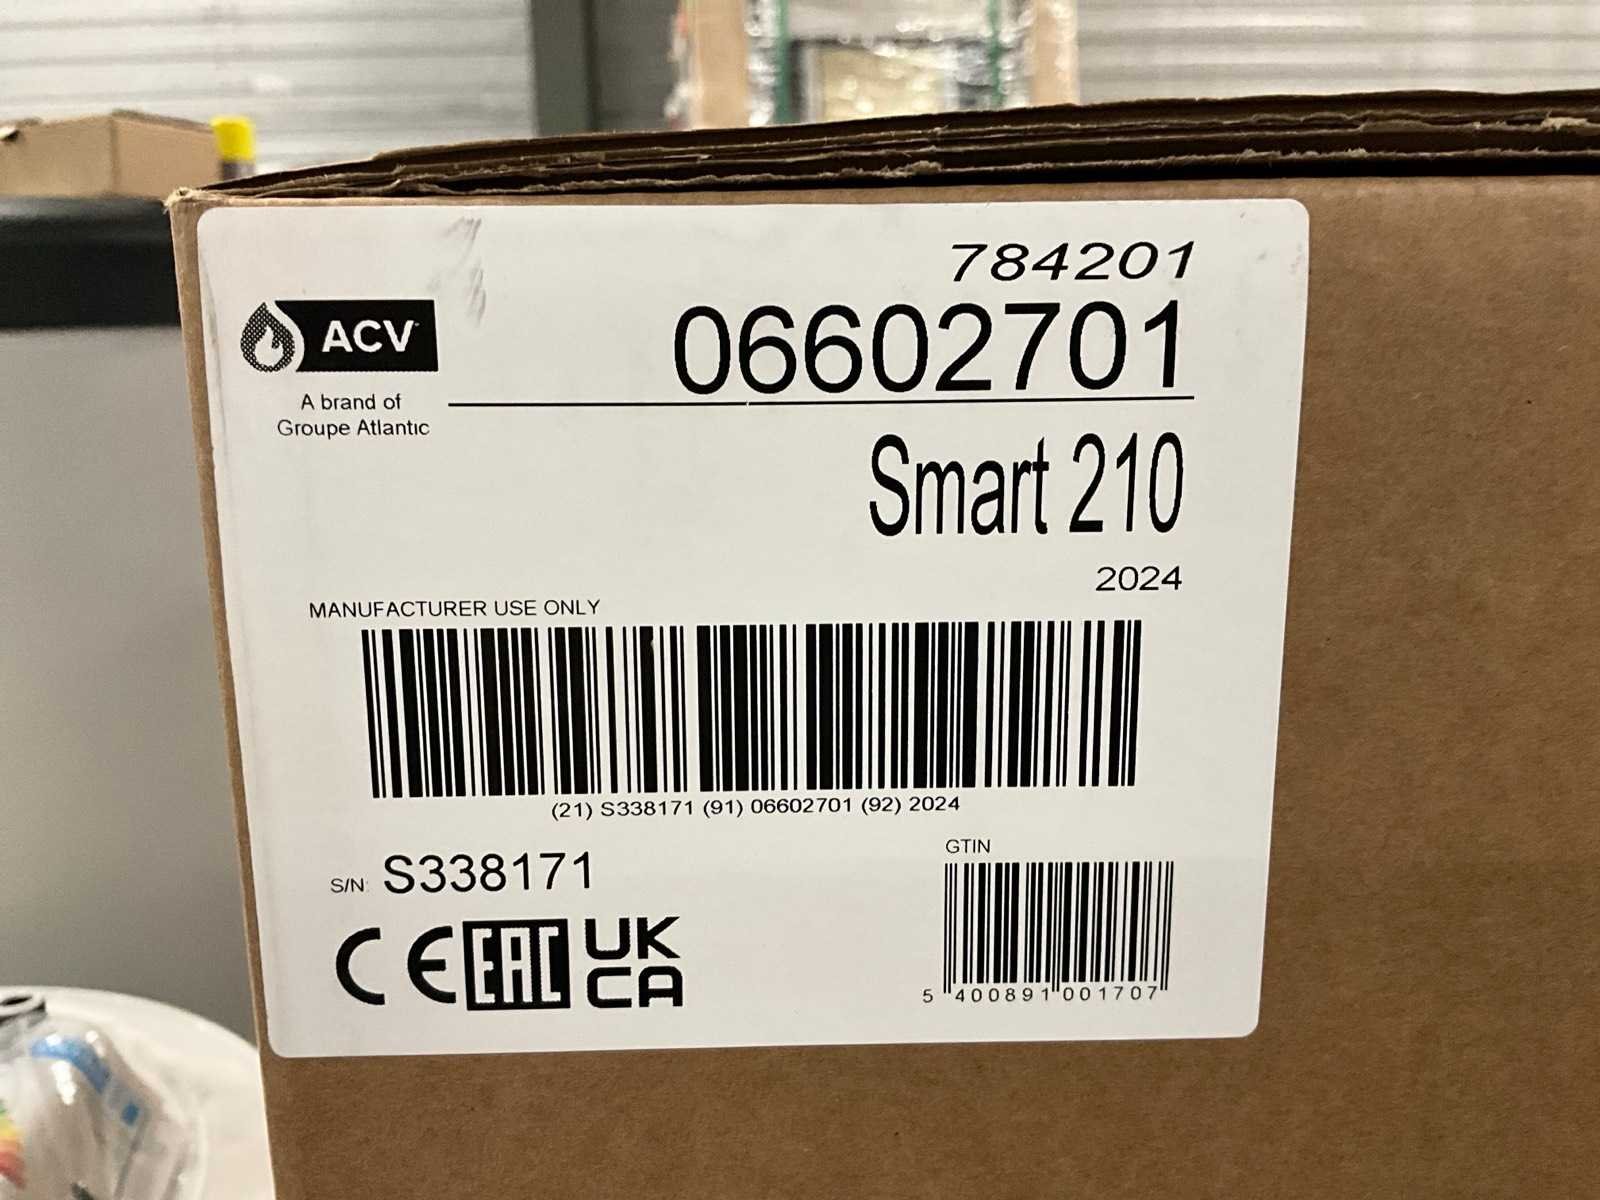 784201
ACV
06602701
A brand of
Groupe Atlantic
Smart 210
2024
MANUFACTURER USE ONLY
(21) S338171 (91) 06602701 (92) 2024
S/N: S338171
GTIN
CE EAC UK
CA
5 400891 001707